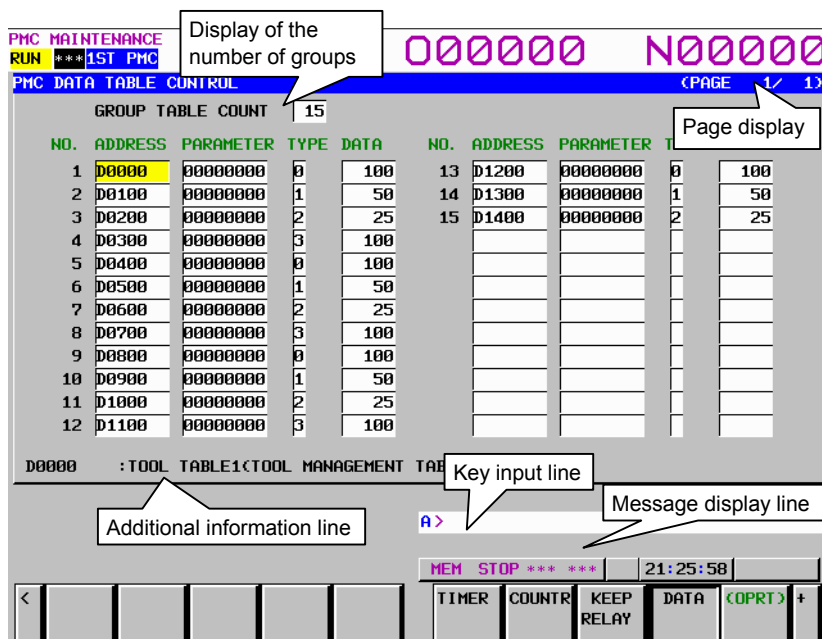 PMC MAINTENANCE
RUN *** 1ST PMC
Display of the
number of groups
O00000 N00000
PMC DATA TABLE CONTROL (PAGE 1/ 1)
GROUP TABLE COUNT 15
Page display
NO. ADDRESS PARAMETER TYPE DATA NO. ADDRESS PARAMETER T
1 D0000 00000000 0 100 13 D1200 00000000 0 100
2 D0100 00000000 1 50 14 D1300 00000000 1 50
3 D0200 00000000 2 25 15 D1400 00000000 2 25
4 D0300 00000000 3 100
5 D0400 00000000 0 100
6 D0500 00000000 1 50
7 D0600 00000000 2 25
8 D0700 00000000 3 100
9 D0800 00000000 0 100
10 D0900 00000000 1 50
11 D1000 00000000 2 25
12 D1100 00000000 3 100
D0000 :TOOL TABLE1(TOOL MANAGEMENT TAB
Key input line
Message display line
Additional information line
A>
MEM STOP *** *** 21:25:58
< TIMER COUNTR KEEP RELAY DATA (OPRT) +